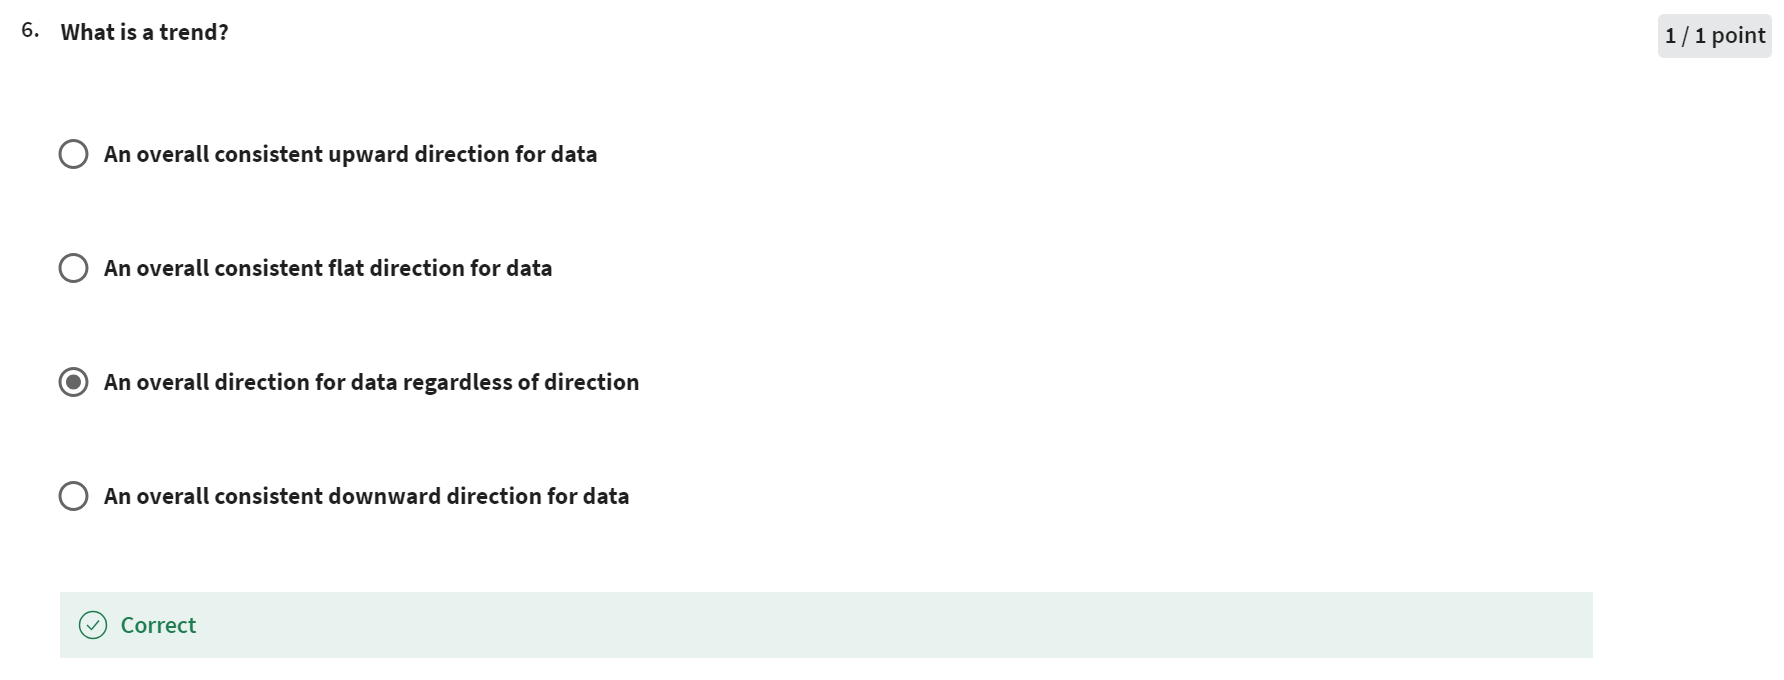 6. What is a trend?
1 / 1 point
An overall consistent upward direction for data
An overall consistent flat direction for data
An overall direction for data regardless of direction
An overall consistent downward direction for data
Correct